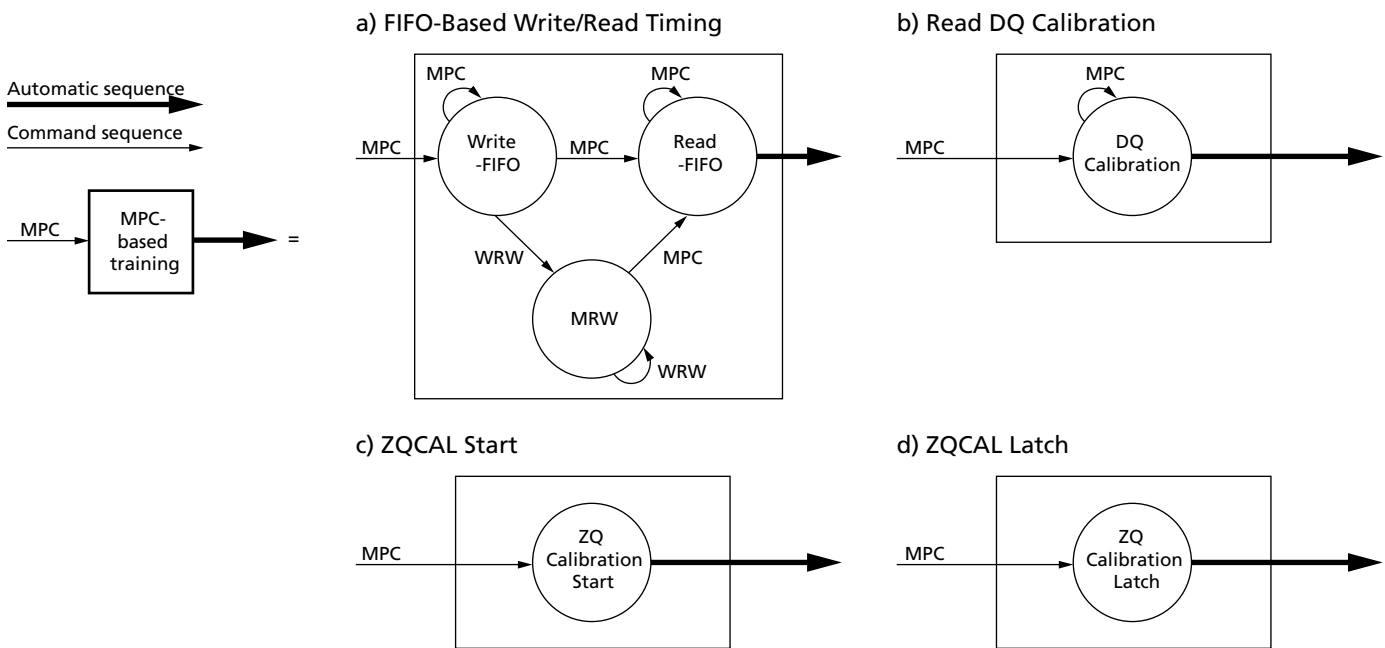 a) FIFO-Based Write/Read Timing
b) Read DQ Calibration
Automatic sequence
Command sequence
MPC
MPC-
based
training
=
MPC
MPC
MPC
Write
-FIFO
MPC
Read
-FIFO
WRW
MPC
MRW
WRW
MPC
MPC
DQ
Calibration
c) ZQCAL Start
d) ZQCAL Latch
MPC
ZQ
Calibration
Start
MPC
ZQ
Calibration
Latch